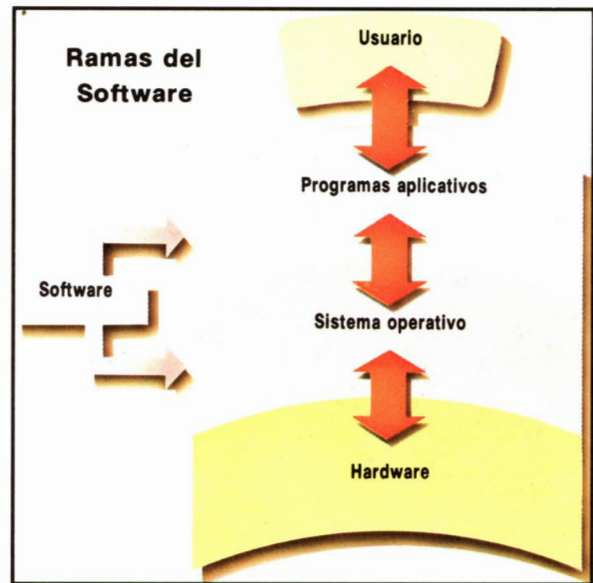 Ramas del
Software
Usuario
Programas aplicativos
Software
Sistema operativo
Hardware